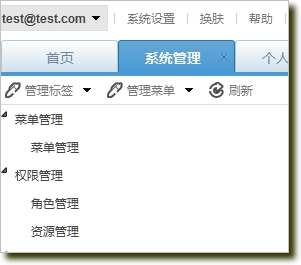 test@test.com 系统设置 换肤 帮助
首页 系统管理 个人
管理标签 管理菜单 刷新
菜单管理
菜单管理
权限管理
角色管理
资源管理